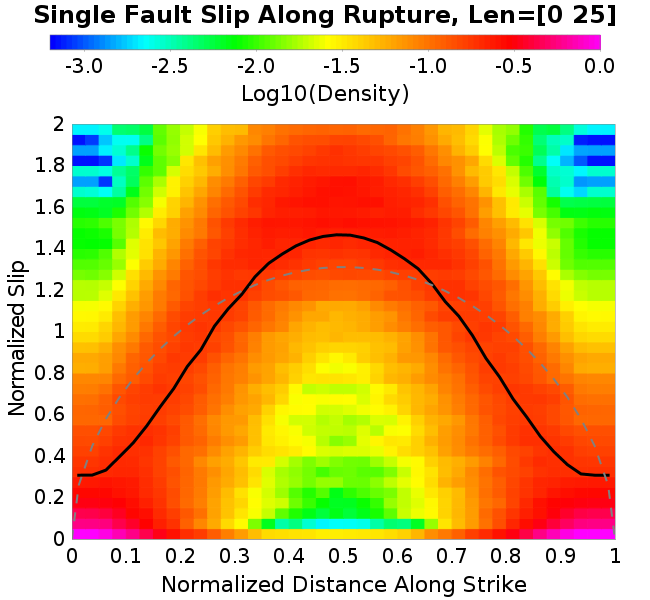 Single Fault Slip Along Rupture, Len=[0 25]
-3.0 -2.5 -2.0 -1.5 -1.0 -0.5 0.0
Log10(Density)
Normalized Slip
2
1.8
1.6
1.4
1.2
1
0.8
0.6
0.4
0.2
0
0 0.1 0.2 0.3 0.4 0.5 0.6 0.7 0.8 0.9 1
Normalized Distance Along Strike